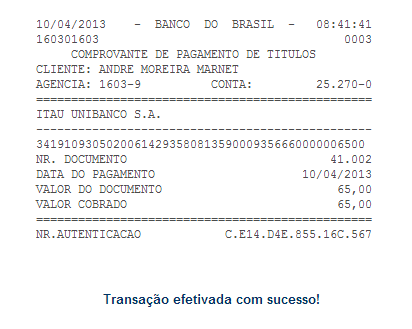 10/04/2013 - BANCO DO BRASIL - 08:41:41
160301603 0003
COMPROVANTE DE PAGAMENTO DE TITULOS
CLIENTE: ANDRE MOREIRA MARNET
AGENCIA: 1603-9 CONTA: 25.270-0
================================================
ITAU UNIBANCO S.A.
------------------------------------------------
34191093050200614293580813590009356660000006500
NR. DOCUMENTO 41.002
DATA DO PAGAMENTO 10/04/2013
VALOR DO DOCUMENTO 65,00
VALOR COBRADO 65,00
================================================
NR.AUTENTICACAO C.E14.D4E.855.16C.567
Transação efetivada com sucesso!